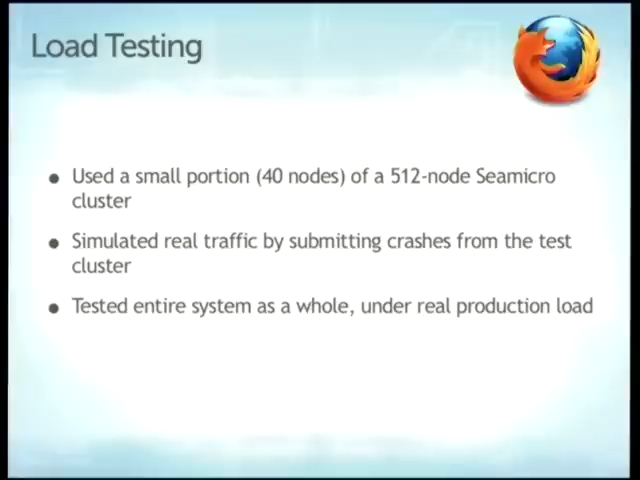 Load Testing
Used a small portion (40 nodes) of a 512-node Seamicro
cluster
Simulated real traffic by submitting crashes from the test
cluster
Tested entire system as a whole, under real production load